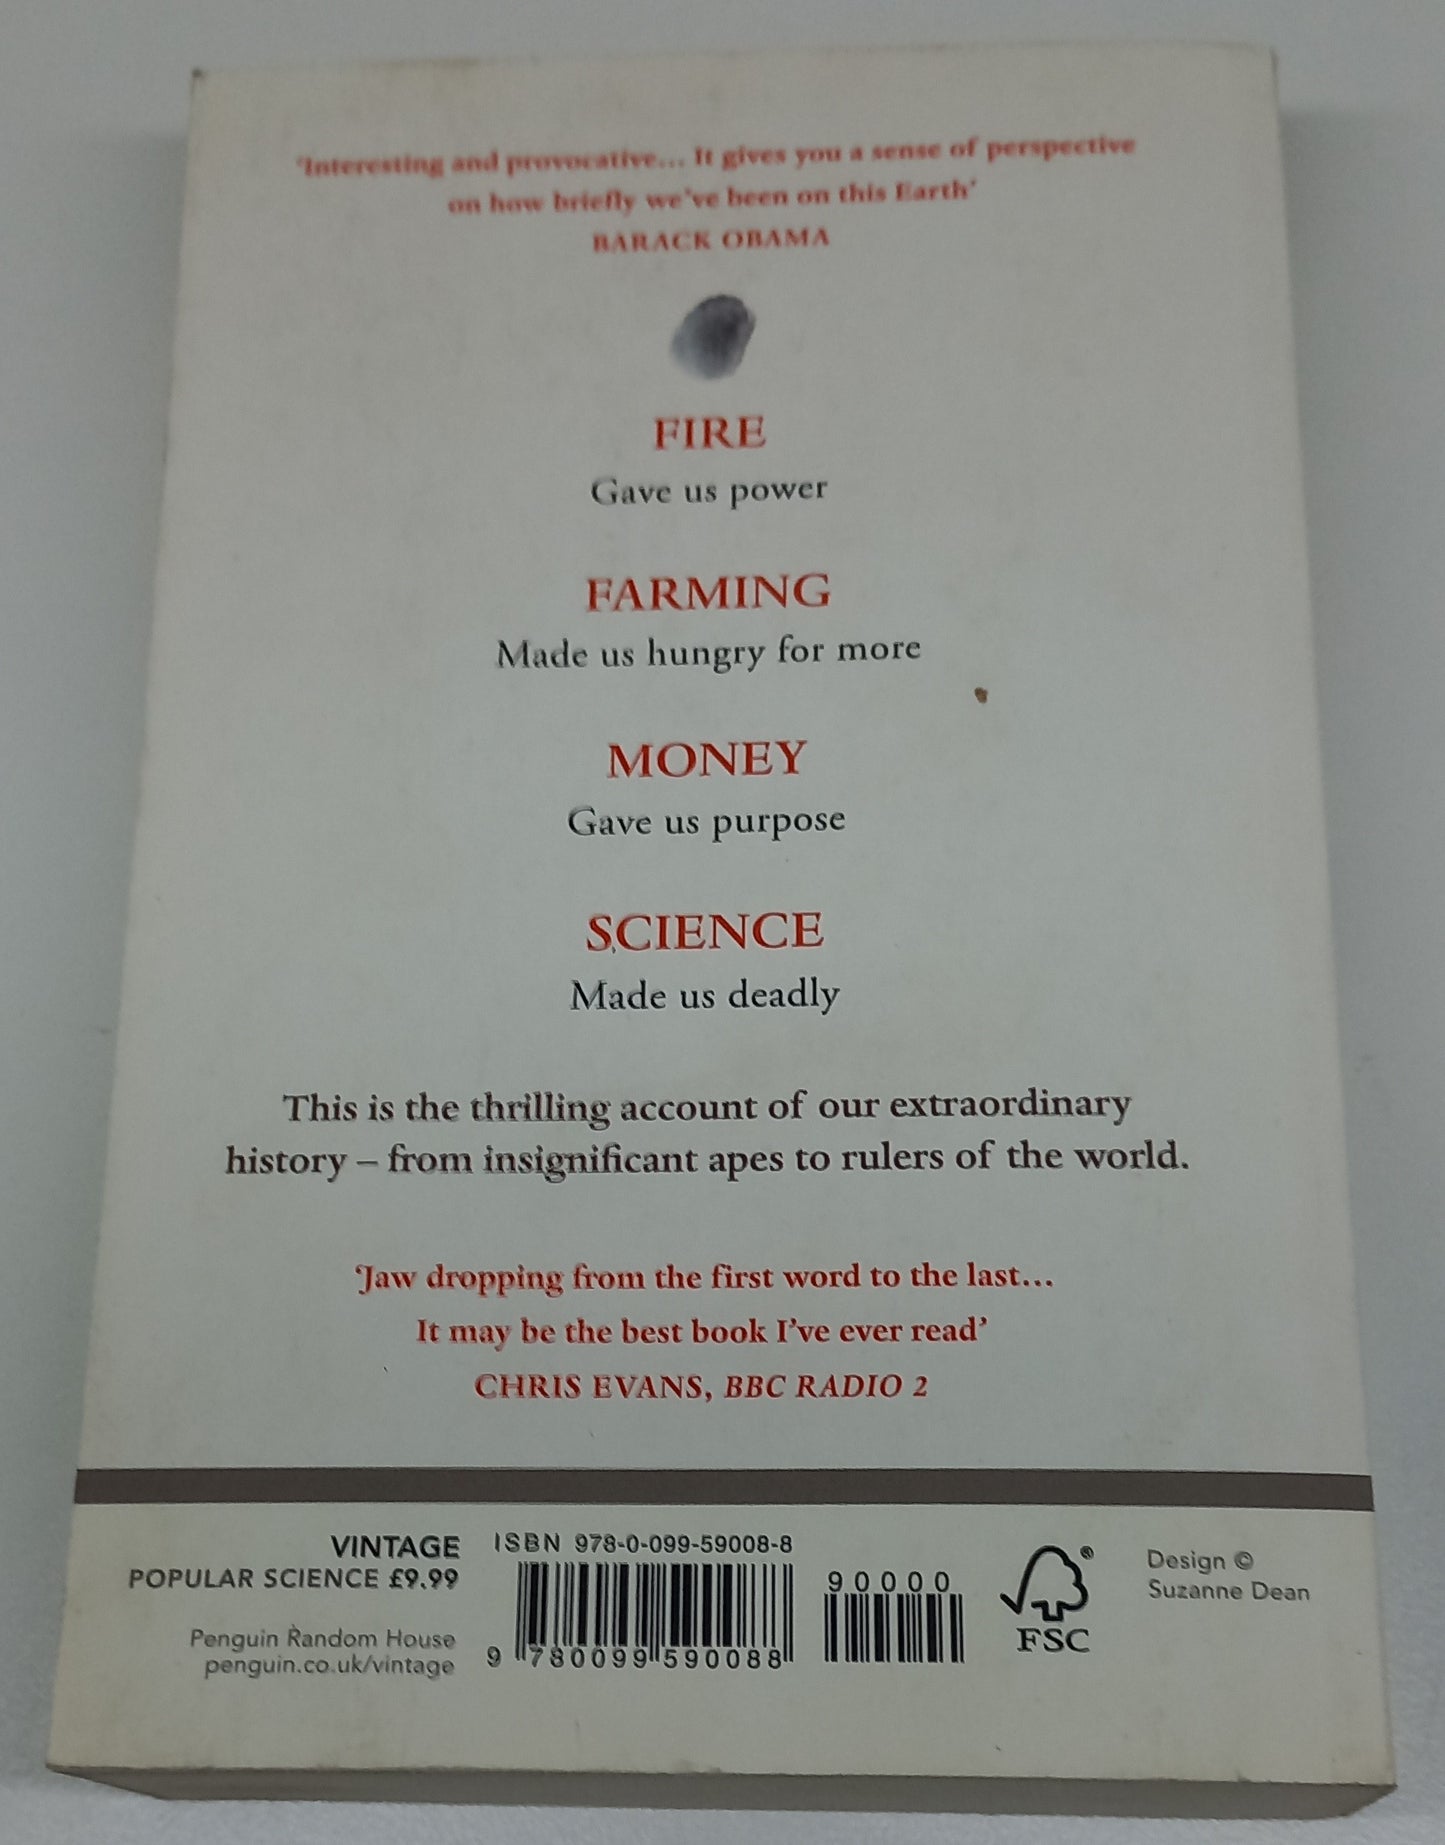 ‘Interesting and provocative... It gives you a sense of perspective
on how briefly we’ve been on this Earth’
BARACK OBAMA
FIRE
Gave us power
FARMING
Made us hungry for more
MONEY
Gave us purpose
SCIENCE
Made us deadly
This is the thrilling account of our extraordinary
history – from insignificant apes to rulers of the world.
‘Jaw dropping from the first word to the last...
It may be the best book I’ve ever read’
CHRIS EVANS, BBC RADIO 2
VINTAGE
POPULAR SCIENCE £9.99
Penguin Random House
penguin.co.uk/vintage
ISBN 978-0-099-59008-8
9 780099 590088
90000
®
FSC
Design ©
Suzanne Dean